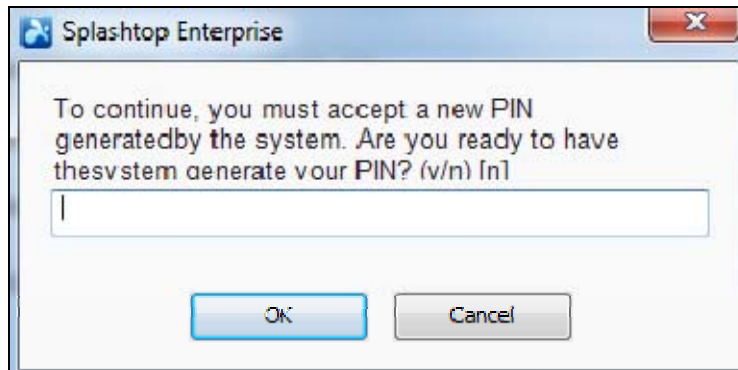 Splashtop Enterprise
To continue, you must accept a new PIN
generatedby the system. Are you ready to have
thesystem generate your PIN? (y/n) [n]
OK
Cancel